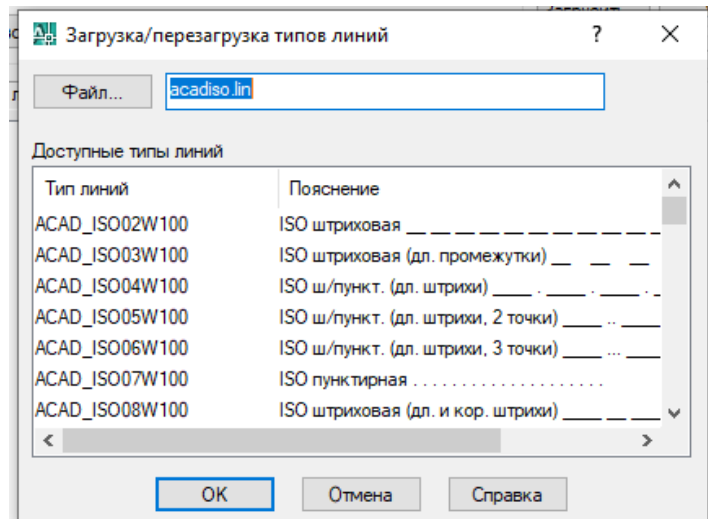 Загрузка/перезагрузка типов линий ?
Файл... acadiso.lin
Доступные типы линий
Тип линий Пояснение
ACAD_ISO02W100 ISO штриховая __ __ __ __ __ __ __ __ __ __ _
ACAD_ISO03W100 ISO штриховая (дл. промежутки) __ __ __
ACAD_ISO04W100 ISO ш/пункт. (дл. штрихи) ____ . ____ . ____ . _
ACAD_ISO05W100 ISO ш/пункт. (дл. штрихи, 2 точки) ____ .. ____
ACAD_ISO06W100 ISO ш/пункт. (дл. штрихи, 3 точки) ____ ... ____
ACAD_ISO07W100 ISO пунктирная . . . . . . . . . . . . . . . . . . . .
ACAD_ISO08W100 ISO штриховая (дл. и кор. штрихи) ____ __ ____
OK Отмена Справка